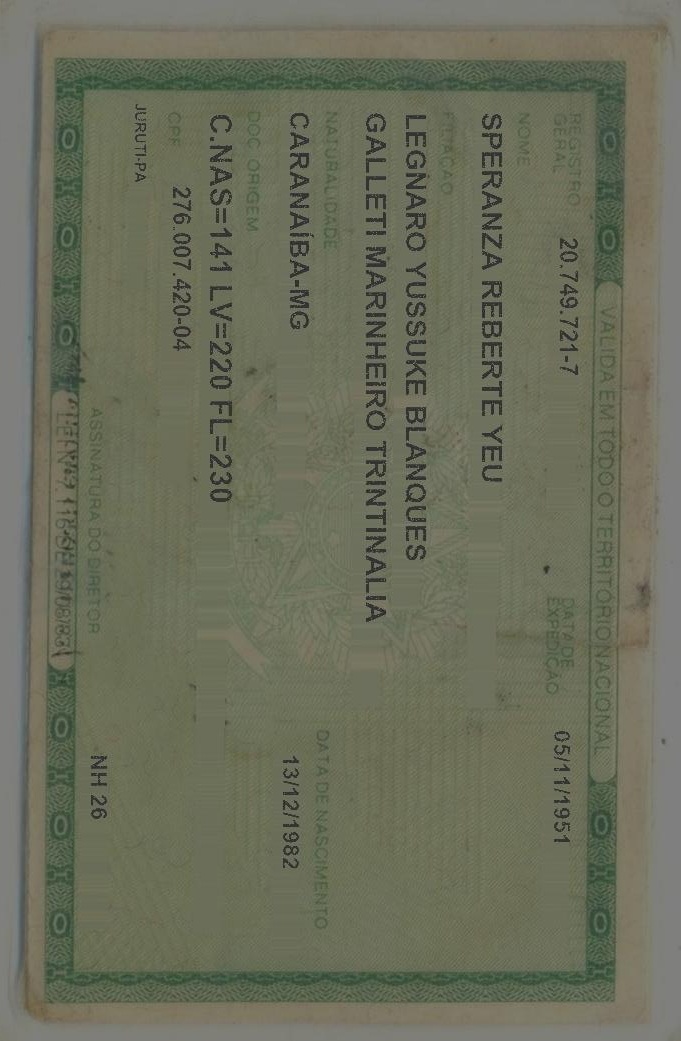 VÁLIDA EM TODO O TERRITÓRIO NACIONAL
REGISTRO GERAL 20.749.721-7 DATA DE EXPEDIÇÃO 05/11/1951
NOME
SPERANZA REBERTE YEU
FILIAÇÃO
LEGNARO YUSSUKE BLANQUES
GALLETI MARINHEIRO TRINTINALIA
NATURALIDADE DATA DE NASCIMENTO
CARANAÍBA-MG 13/12/1982
DOC ORIGEM
C.NAS=141 LV=220 FL=230
CPF 276.007.420-04
JURUTI-PA
ASSINATURA DO DIRETOR NH 26
LEI Nº 7.116 DE 29/08/83